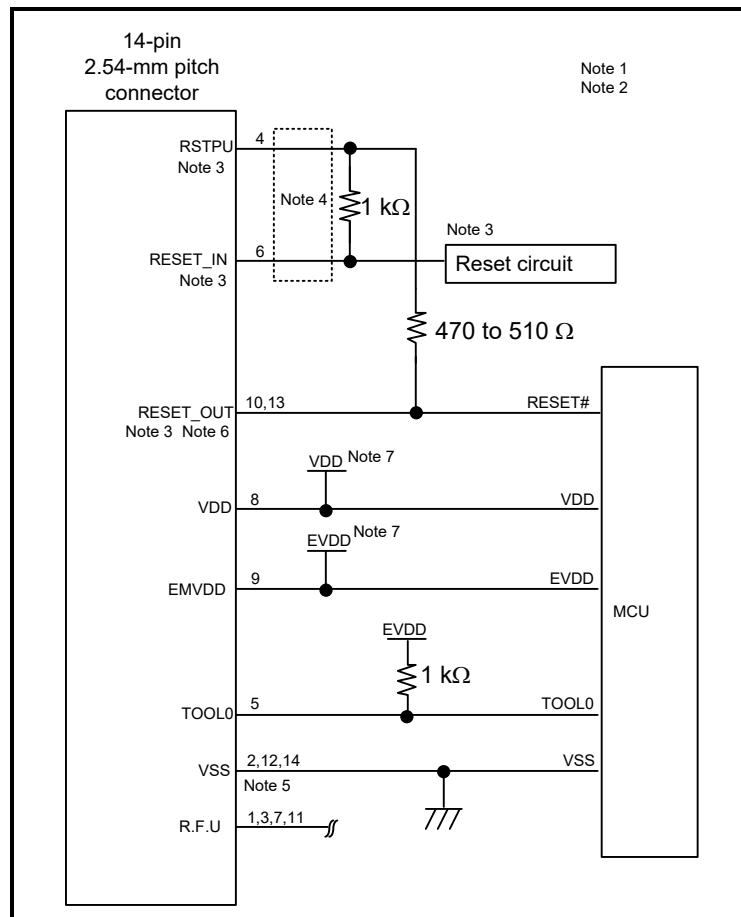 14-pin
2.54-mm pitch
connector
Note 1
Note 2
RSTPU
4
Note 3
Note 4
1 kΩ
Note 3
RESET_IN
6
Reset circuit
Note 3
470 to 510 Ω
RESET_OUT
10,13
RESET#
Note 3 Note 6
VDD
Note 7
VDD
8
VDD
EVDD
Note 7
EMVDD
9
EVDD
MCU
EVDD
1 kΩ
TOOL0
5
TOOL0
VSS
2,12,14
VSS
Note 5
R.F.U
1,3,7,11